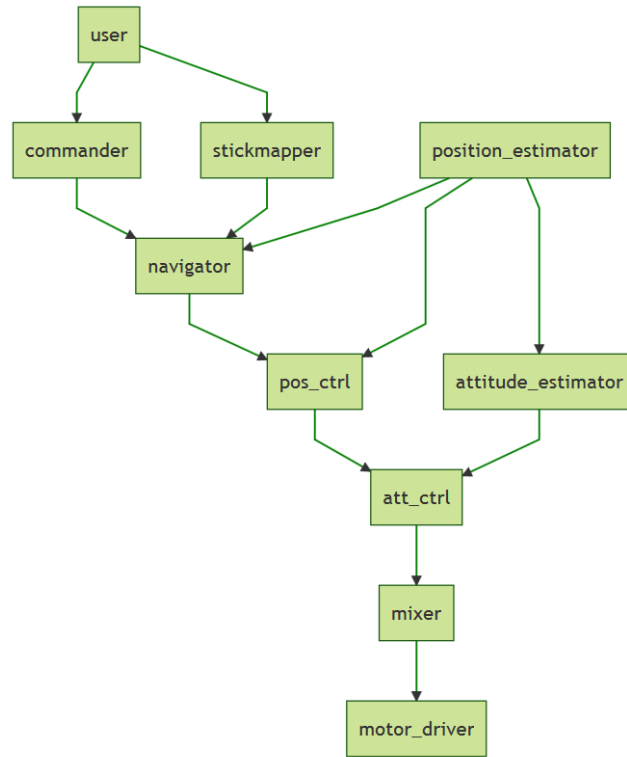 user
commander
stickmapper
position_estimator
navigator
pos_ctrl
attitude_estimator
att_ctrl
mixer
motor_driver